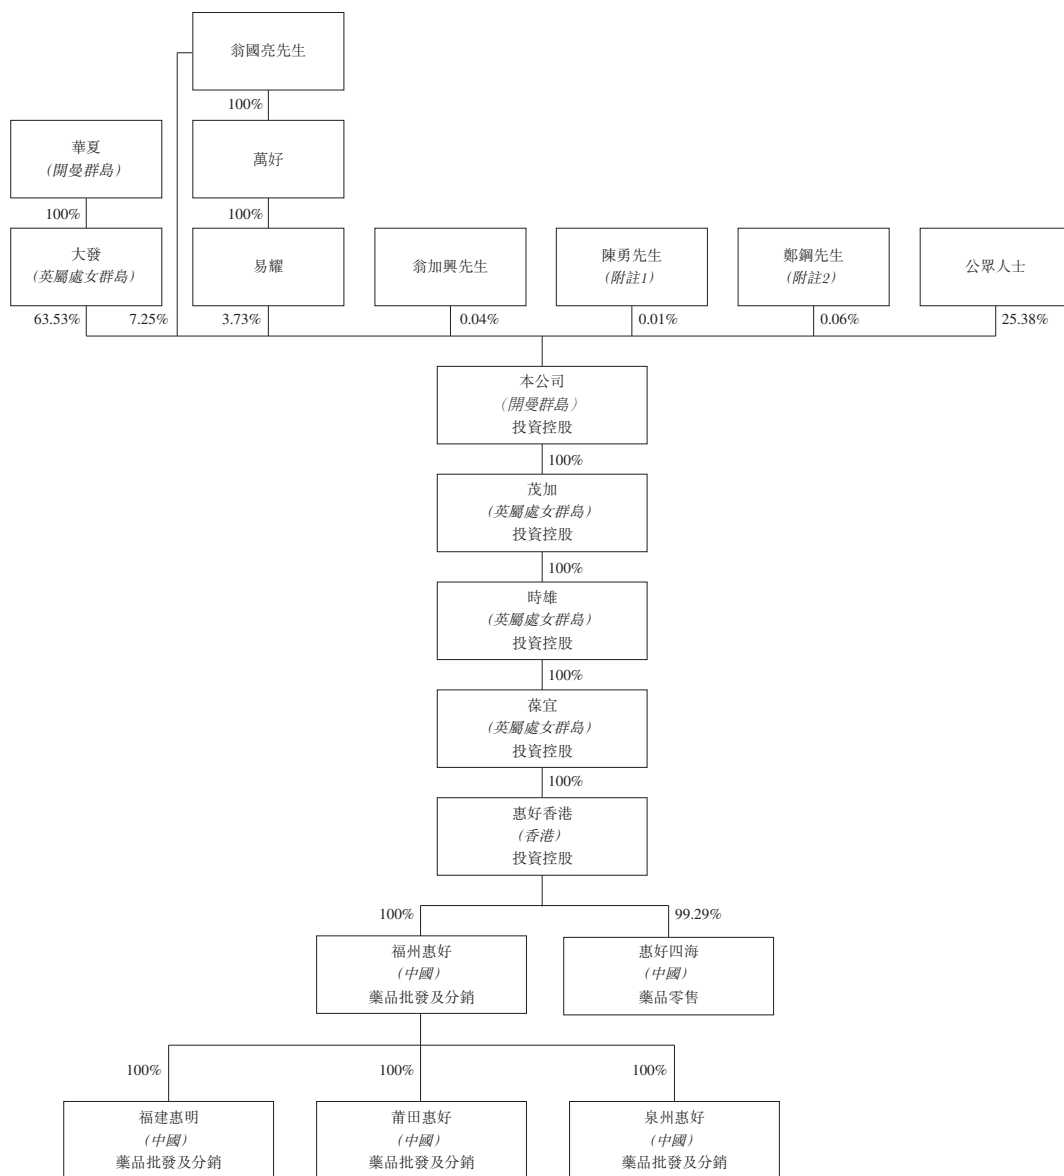 翁國亮先生
100%
華夏
(開曼群島)
萬好
100%
100%
大發
(英屬處女群島)
易耀
翁加興先生
陳勇先生
(附註1)
鄭鋼先生
(附註2)
公眾人士
63.53%
7.25%
3.73%
0.04%
0.01%
0.06%
25.38%
本公司
(開曼群島)
投資控股
100%
茂加
(英屬處女群島)
投資控股
100%
時雄
(英屬處女群島)
投資控股
100%
葆宜
(英屬處女群島)
投資控股
100%
惠好香港
(香港)
投資控股
100%
99.29%
福州惠好
(中國)
藥品批發及分銷
惠好四海
(中國)
藥品零售
100%
100%
100%
福建惠明
(中國)
藥品批發及分銷
莆田惠好
(中國)
藥品批發及分銷
泉州惠好
(中國)
藥品批發及分銷